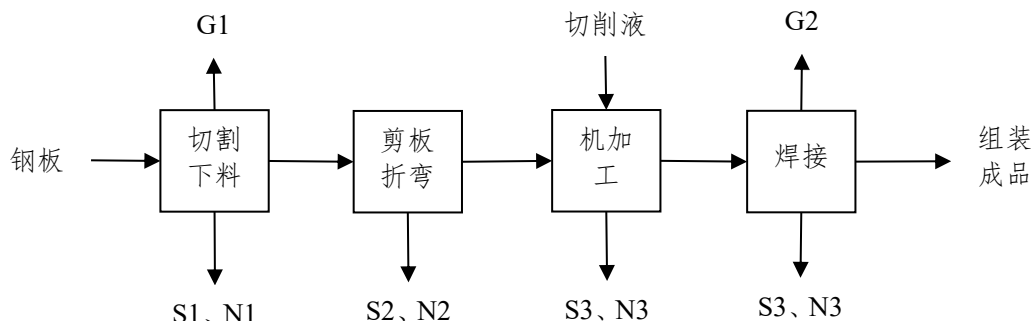 G1
切削液
G2
钢板
切割
下料
剪板
折弯
机加
工
焊接
组装
成品
S1、N1
S2、N2
S3、N3
S3、N3